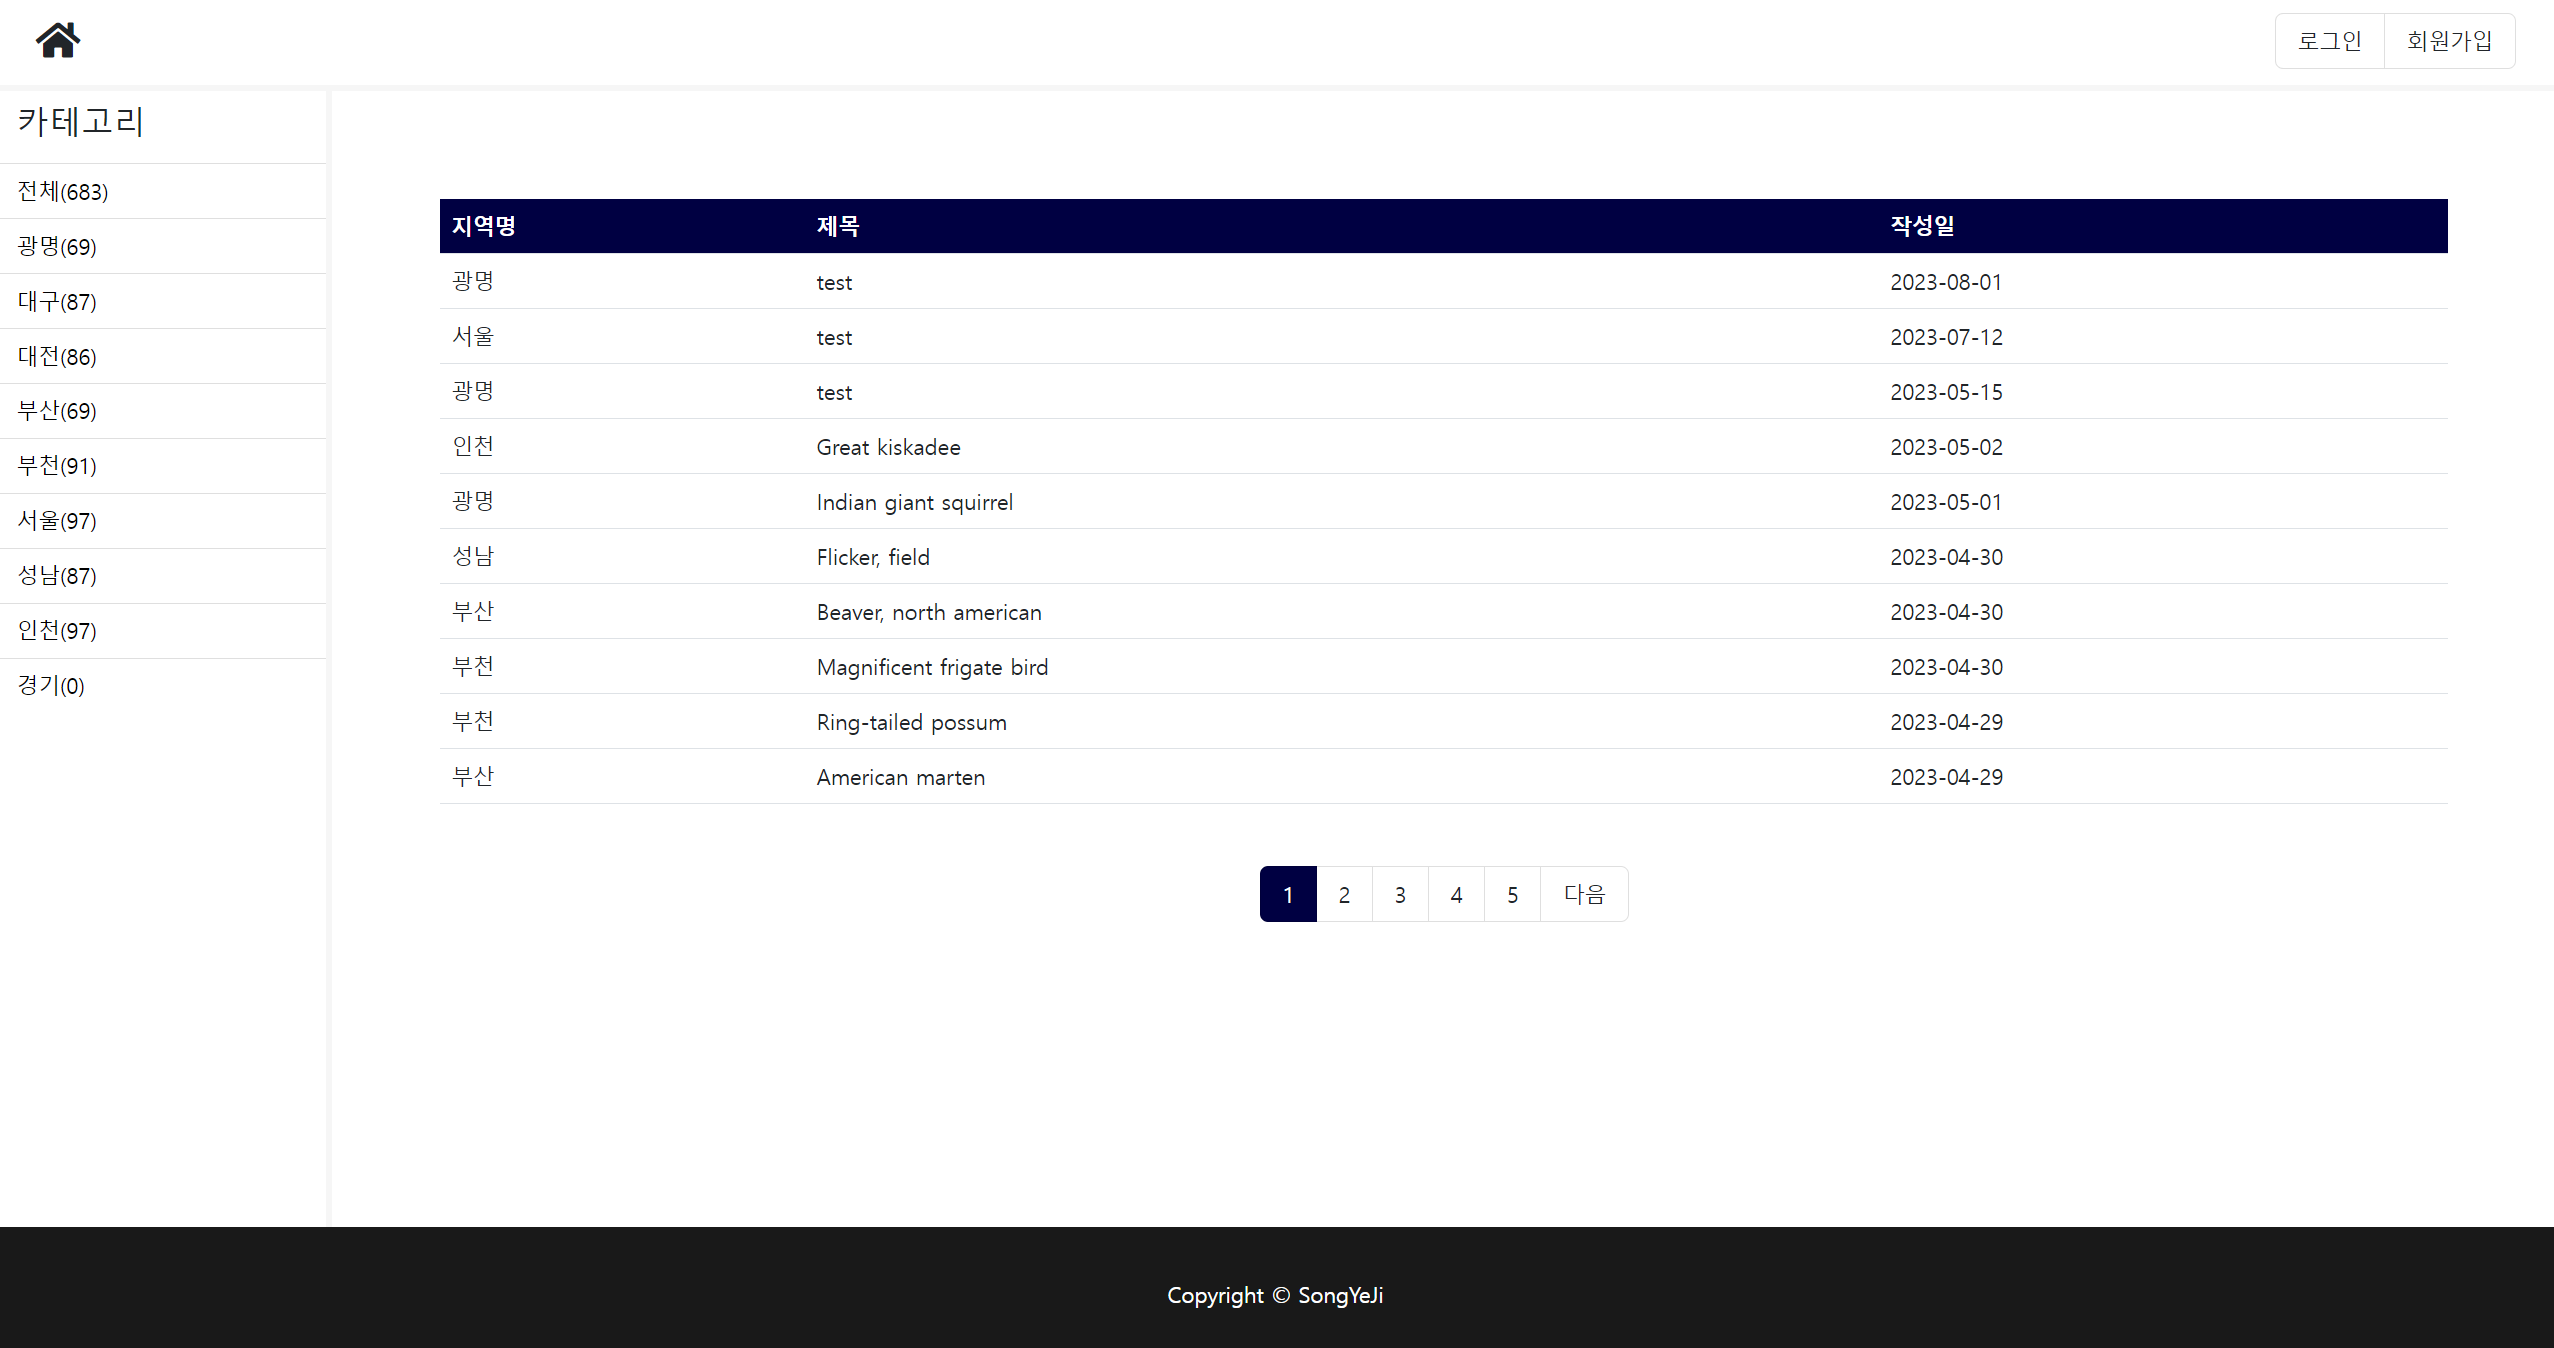 로그인 회원가입
카테고리
전체(683)
광명(69)
대구(87)
대전(86)
부산(69)
부천(91)
서울(97)
성남(87)
인천(97)
경기(0)
지역명 제목 작성일
광명 test 2023-08-01
서울 test 2023-07-12
광명 test 2023-05-15
인천 Great kiskadee 2023-05-02
광명 Indian giant squirrel 2023-05-01
성남 Flicker, field 2023-04-30
부산 Beaver, north american 2023-04-30
부천 Magnificent frigate bird 2023-04-30
부천 Ring-tailed possum 2023-04-29
부산 American marten 2023-04-29
1 2 3 4 5 다음
Copyright © SongYeJi